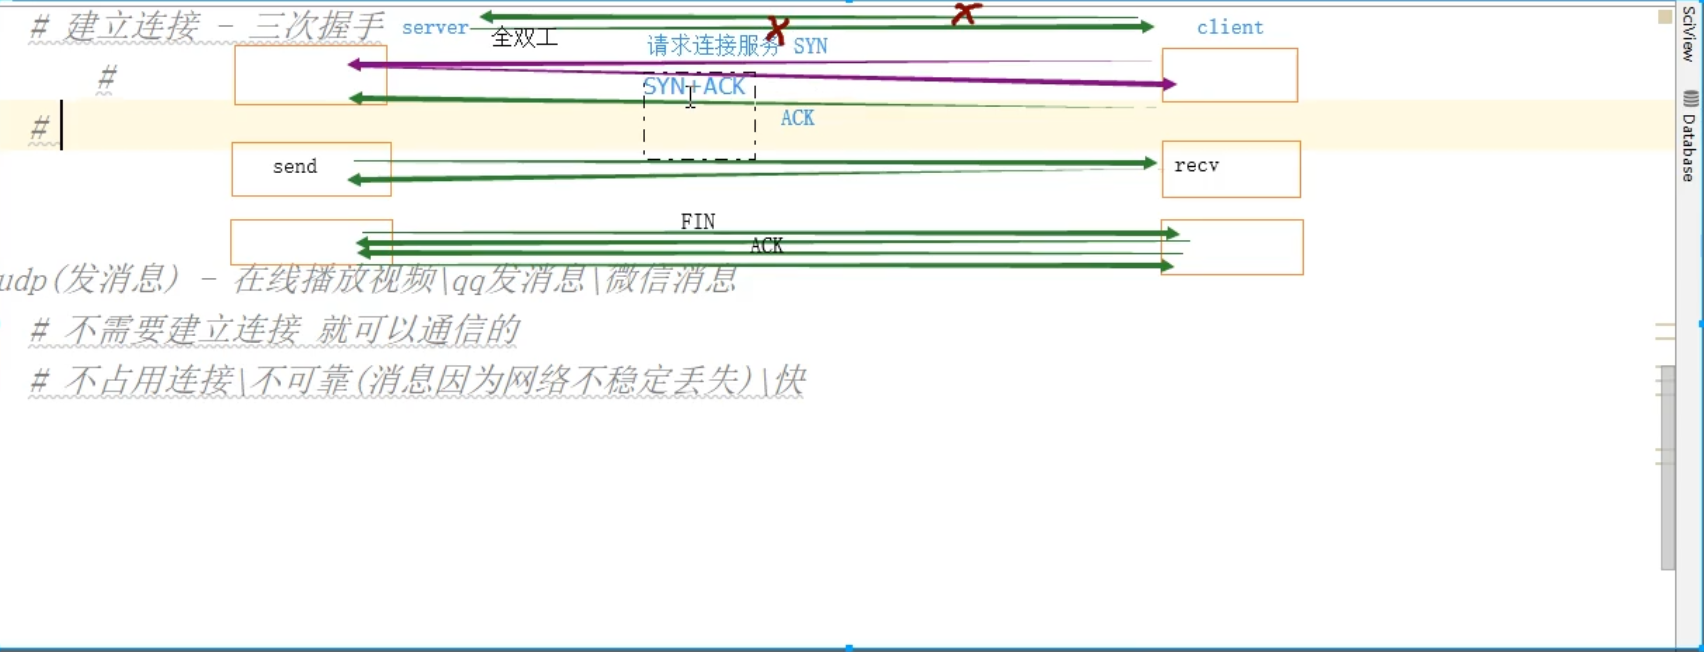 # 建立连接 - 三次握手
server
client
全双工
请求连接服务 SYN
#
SYN+ACK
ACK
#
send
recv
FIN
ACK
udp(发消息) - 在线播放视频\qq发消息\微信消息
# 不需要建立连接 就可以通信的
# 不占用连接\不可靠(消息因为网络不稳定丢失)\快
SciView
Database